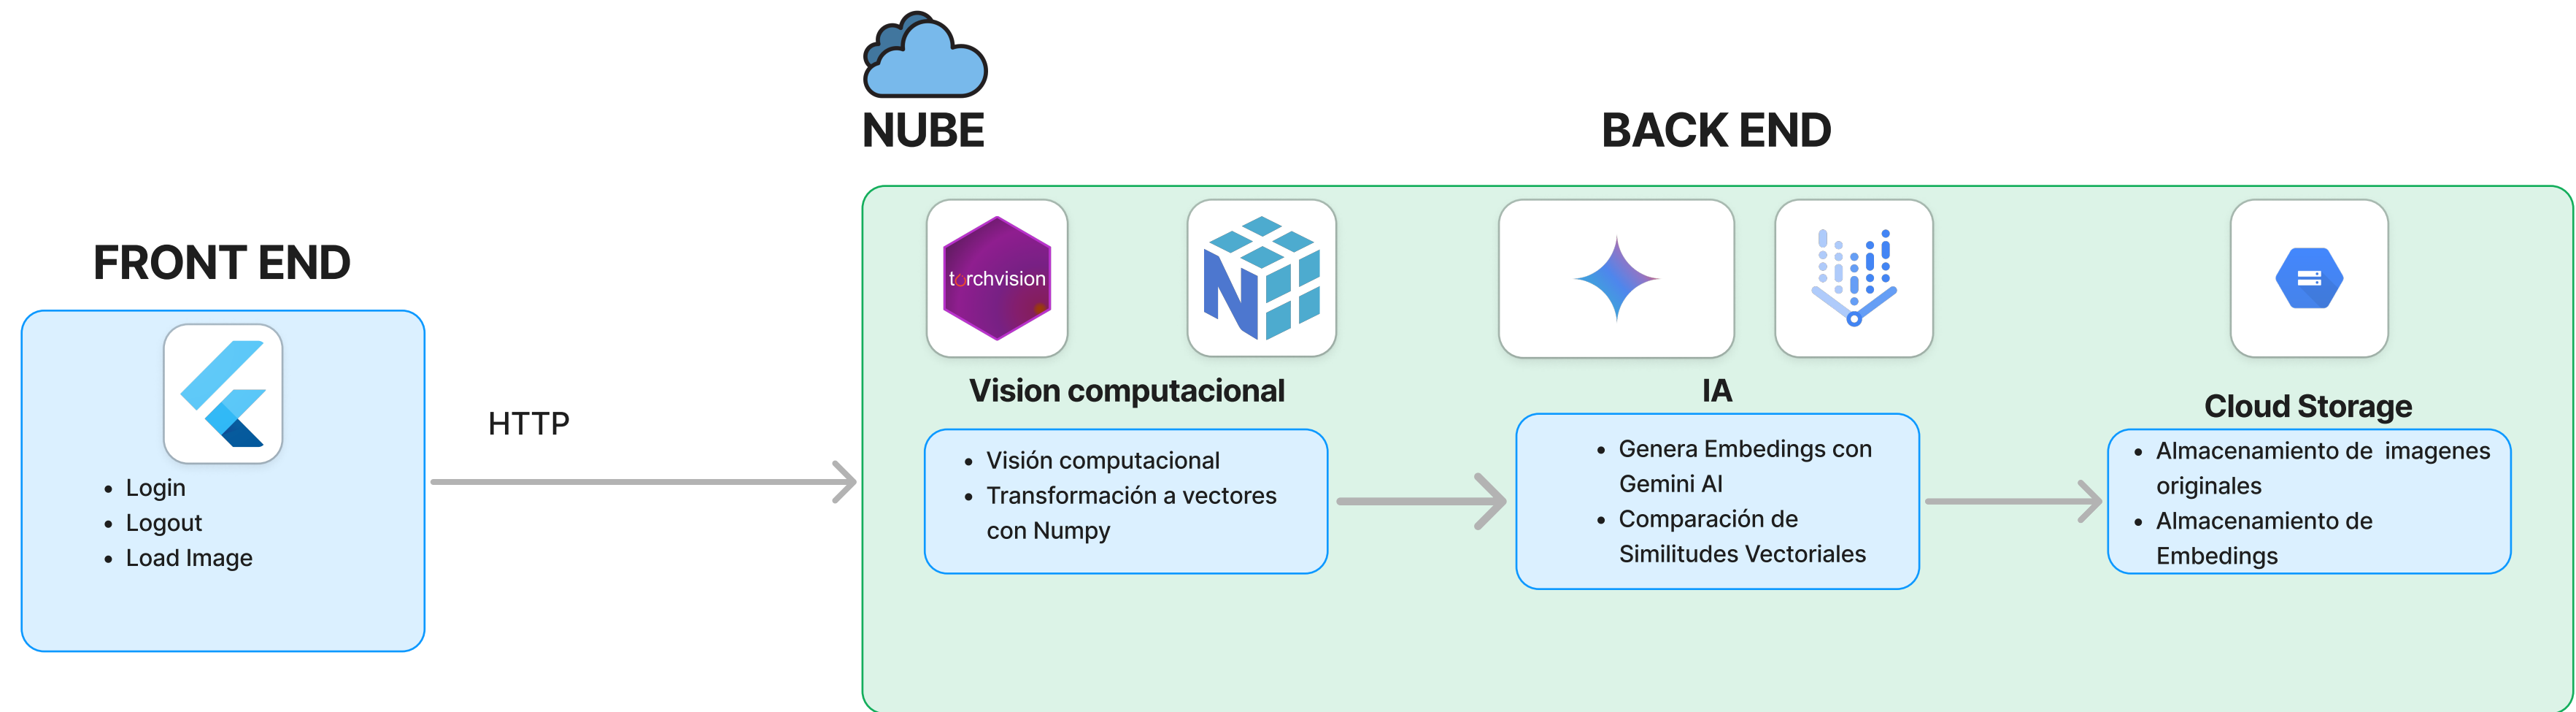 NUBE
BACK END
FRONT END
torchvision
Vision computacional
IA
Cloud Storage
HTTP
• Login
• Logout
• Load Image
• Visión computacional
• Transformación a vectores
con Numpy
• Genera Embedings con
Gemini AI
• Comparación de
Similitudes Vectoriales
• Almacenamiento de  imagenes
originales
• Almacenamiento de
Embedings